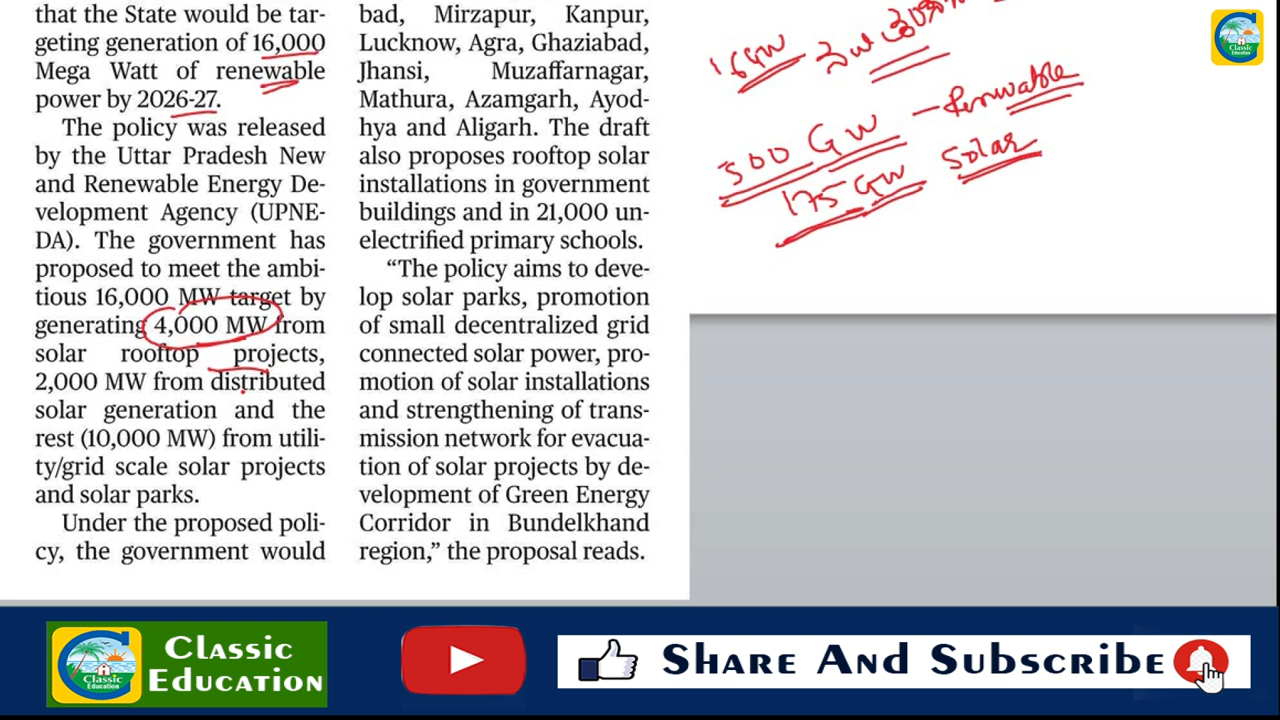 that the State would be tar-
geting generation of 16,000
Mega Watt of renewable
power by 2026-27.
The policy was released
by the Uttar Pradesh New
and Renewable Energy De-
velopment Agency (UPNE-
DA). The government has
proposed to meet the ambi-
tious 16,000 MW target by
generating 4,000 MW from
solar rooftop projects,
2,000 MW from distributed
solar generation and the
rest (10,000 MW) from utili-
ty/grid scale solar projects
and solar parks.
Under the proposed poli-
cy, the government would
bad, Mirzapur, Kanpur,
Lucknow, Agra, Ghaziabad,
Jhansi, Muzaffarnagar,
Mathura, Azamgarh, Ayod-
hya and Aligarh. The draft
also proposes rooftop solar
installations in government
buildings and in 21,000 un-
electrified primary schools.
“The policy aims to deve-
lop solar parks, promotion
of small decentralized grid
connected solar power, pro-
motion of solar installations
and strengthening of trans-
mission network for evacua-
tion of solar projects by de-
velopment of Green Energy
Corridor in Bundelkhand
region,” the proposal reads.
16GW
500 GW – Renewable
175 GW Solar
Classic
Education
Classic
Education
Classic
Education
Share And Subscribe